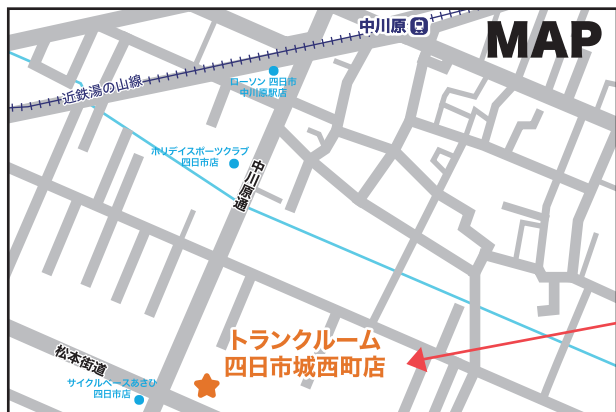 中川原
MAP
近鉄湯の山線
ローソン 四日市
中川原駅店
ホリデイスポーツクラブ
四日市店
中川原通
トランクルーム
四日市城西町店
松本街道
サイクルベースあさひ
四日市店